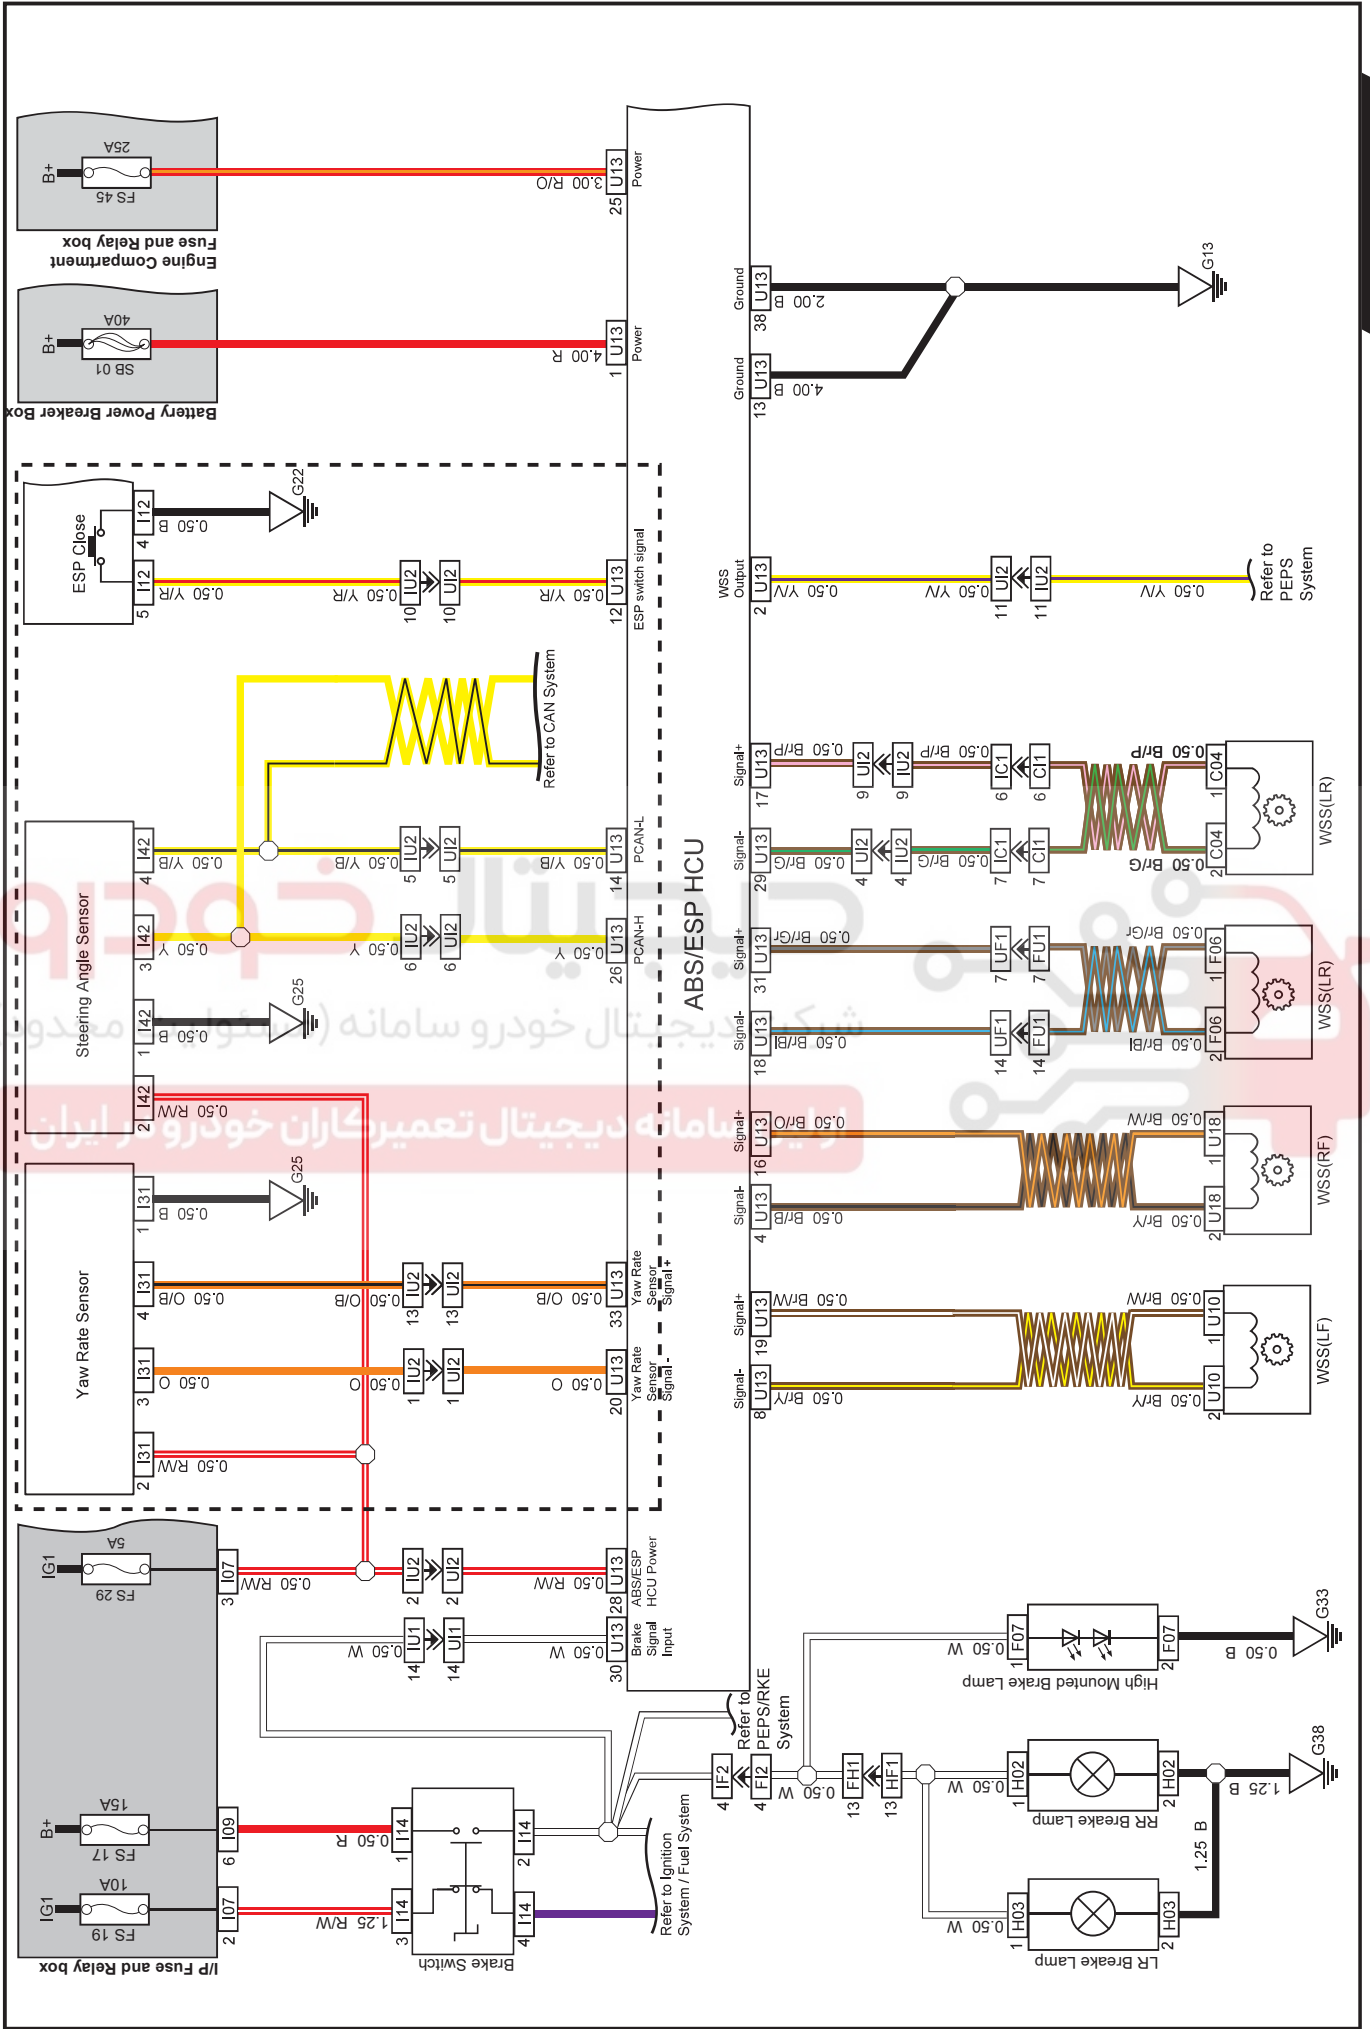 B+
25A
FS 45
Engine Compartment
Fuse and Relay box
3.00 R/O
25 U13
Power
B+
40A
SB 01
Battery Power Breaker Box
4.00 R
1 U13
Power
ESP Close
4 I12
0.50 B
G22
5 I12
0.50 Y/R
0.50 Y/R
10 IU2
10 UI2
0.50 Y/R
12 U13
ESP switch signal
Refer to CAN System
Steering Angle Sensor
4 I42
0.50 Y/B
0.50 Y/B
5 IU2
5 UI2
0.50 Y/B
14 U13
PCAN-L
3 I42
0.50 Y
0.50 Y
6 IU2
6 UI2
0.50 Y
26 U13
PCAN-H
1 I42
0.50 B
G25
2 I42
0.50 R/W
Yaw Rate Sensor
1 I31
0.50 B
G25
4 I31
0.50 O/B
0.50 O/B
13 IU2
13 UI2
0.50 O/B
33 U13
Yaw Rate
Sensor
Signal +
3 I31
0.50 O
0.50 O
1 IU2
1 UI2
0.50 O
20 U13
Yaw Rate
Sensor
Signal -
2 I31
0.50 R/W
IG1
5A
FS 29
3 I07
0.50 R/W
2 IU2
2 UI2
0.50 R/W
28 U13
ABS/ESP
HCU Power
0.50 W
14 IU1
14 UI1
0.50 W
30 U13
Brake
Signal
Input
B+
15A
FS 17
6 I09
0.50 R
IG1
10A
FS 19
2 I07
1.25 R/W
I/P Fuse and Relay box
1 I14
3 I14
2 I14
4 I14
Brake Switch
Refer to Ignition
System / Fuel System
Refer to
PEPS/RKE
System
4 IF2
4 FI2
0.50 W
13 FH1
13 HF1
0.50 W
1 F07
2 F07
High Mounted Brake Lamp
0.50 B
G33
0.50 W
1 H02
2 H02
RR Breake Lamp
1.25 B
G38
0.50 W
1 H03
2 H03
LR Breake Lamp
1.25 B
ABS/ESP HCU
Ground
38 U13
2.00 B
G13
Ground
13 U13
4.00 B
WSS
Output
2 U13
0.50 Y/V
0.50 Y/V
11 UI2
11 IU2
0.50 Y/V
Refer to
PEPS
System
Signal+
17 U13
0.50 Br/P
9 UI2
9 IU2
0.50 Br/P
6 IC1
6 CI1
0.50 Br/P
1 C04
Signal-
29 U13
0.50 Br/G
4 UI2
4 IU2
0.50 Br/G
7 IC1
7 CI1
0.50 Br/G
2 C04
WSS(LR)
Signal+
31 U13
0.50 Br/Gr
7 UF1
7 FU1
0.50 Br/Gr
1 F06
Signal-
18 U13
0.50 Br/Bl
14 UF1
14 FU1
0.50 Br/Bl
2 F06
WSS(LR)
Signal+
16 U13
0.50 Br/O
0.50 Br/W
1 U18
Signal-
4 U13
0.50 Br/B
0.50 Br/Y
2 U18
WSS(RF)
Signal+
19 U13
0.50 Br/W
0.50 Br/W
1 U10
Signal-
8 U13
0.50 Br/Y
0.50 Br/Y
2 U10
WSS(LF)
دیجیتال خودرو
شرکت دیجیتال خودرو سامانه
اولین سامانه دیجیتال تعمیرکاران خودرو در ایران